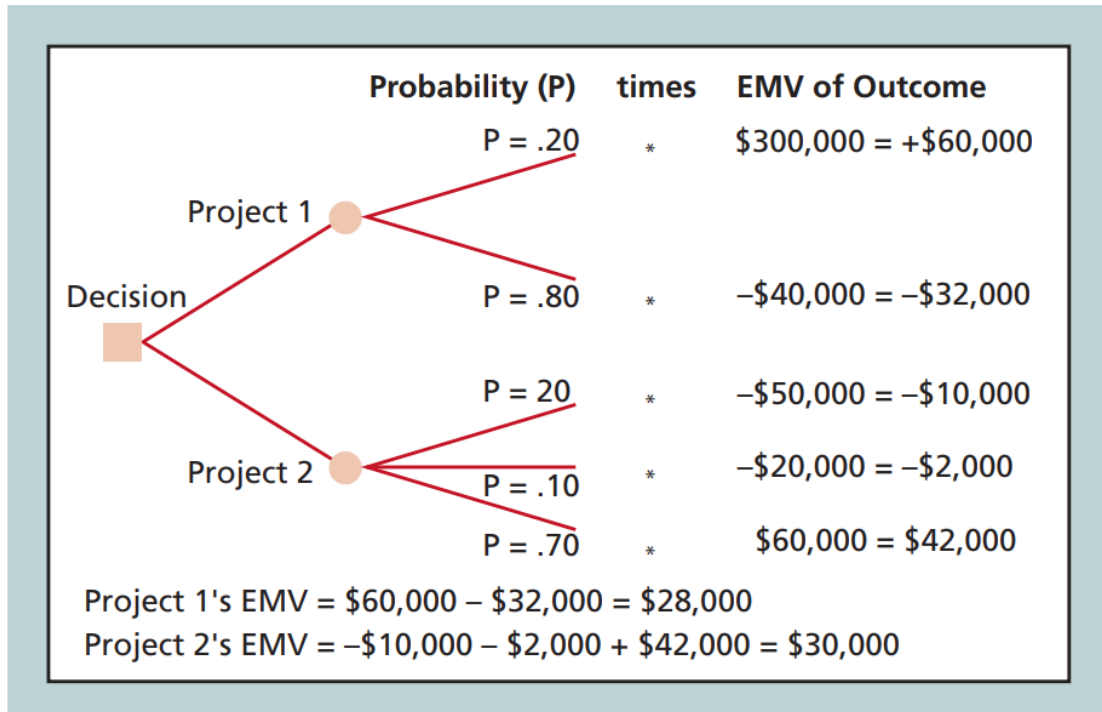 Probability (P) times EMV of Outcome
P = .20 * $300,000 = +$60,000
Project 1
P = .80 * –$40,000 = –$32,000
Decision
P = 20 * –$50,000 = –$10,000
Project 2
P = .10 * –$20,000 = –$2,000
P = .70 * $60,000 = $42,000
Project 1's EMV = $60,000 – $32,000 = $28,000
Project 2's EMV = –$10,000 – $2,000 + $42,000 = $30,000